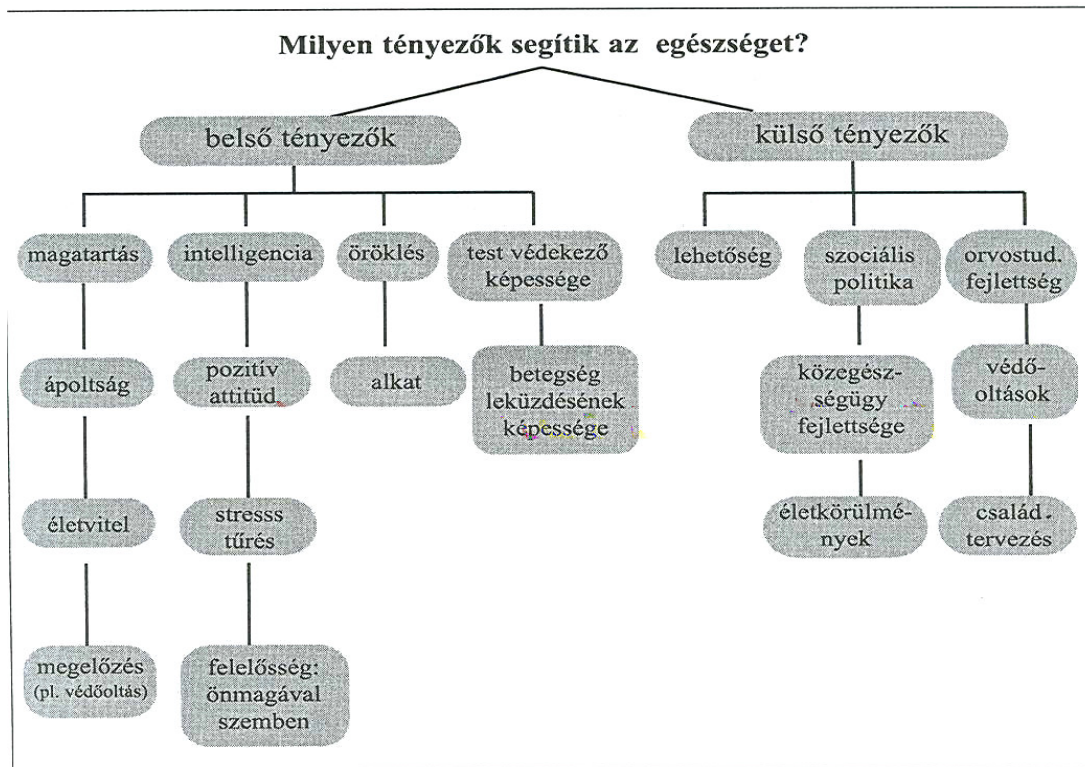 Milyen tényezők segítik az egészséget?
belső tényezők
külső tényezők
magatartás
intelligencia
öröklés
test védekező
képessége
lehetőség
szociális
politika
orvostud.
fejlettség
ápoltság
pozitív
attitüd
alkat
betegség
leküzdésének
képessége
közegész-
ségügy
fejlettsége
védő-
oltások
életvitel
stresss
tűrés
életkörülmé-
nyek
család
tervezés
megelőzés
(pl. védőoltás)
felelősség:
önmagával
szemben